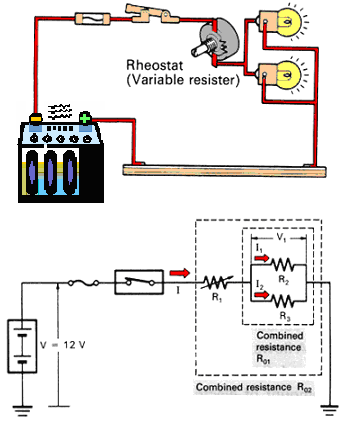 Rheostat
(Variable resister)
V = 12 V
I
R1
V1
I1
R2
I2
R3
Combined
resistance
R01
Combined resistance R02